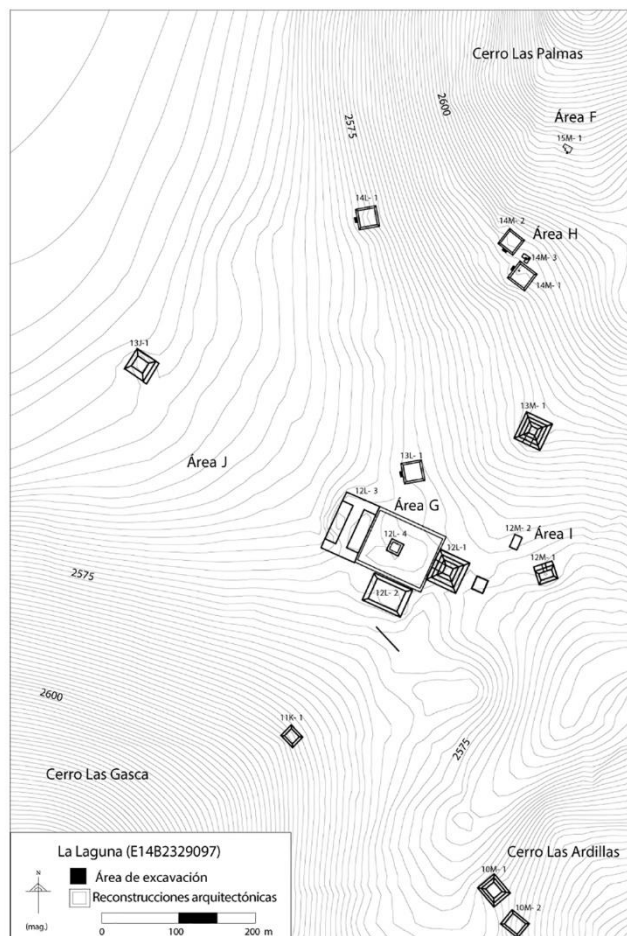 Cerro Las Palmas
2600
2575
Área F
15M- 1
14L- 1
14M- 2
Área H
14M- 3
14M- 1
13J-1
13M- 1
Área J
13L- 1
12L- 3
Área G
12L- 4
12M- 2
Área I
12L-1
12M- 1
2575
12L- 2
2600
11K- 1
2575
Cerro Las Gasca
La Laguna (E14B2329097)
Área de excavación
Reconstrucciones arquitectónicas
N
(mag.)
0 100 200 m
Cerro Las Ardillas
10M- 1
10M- 2